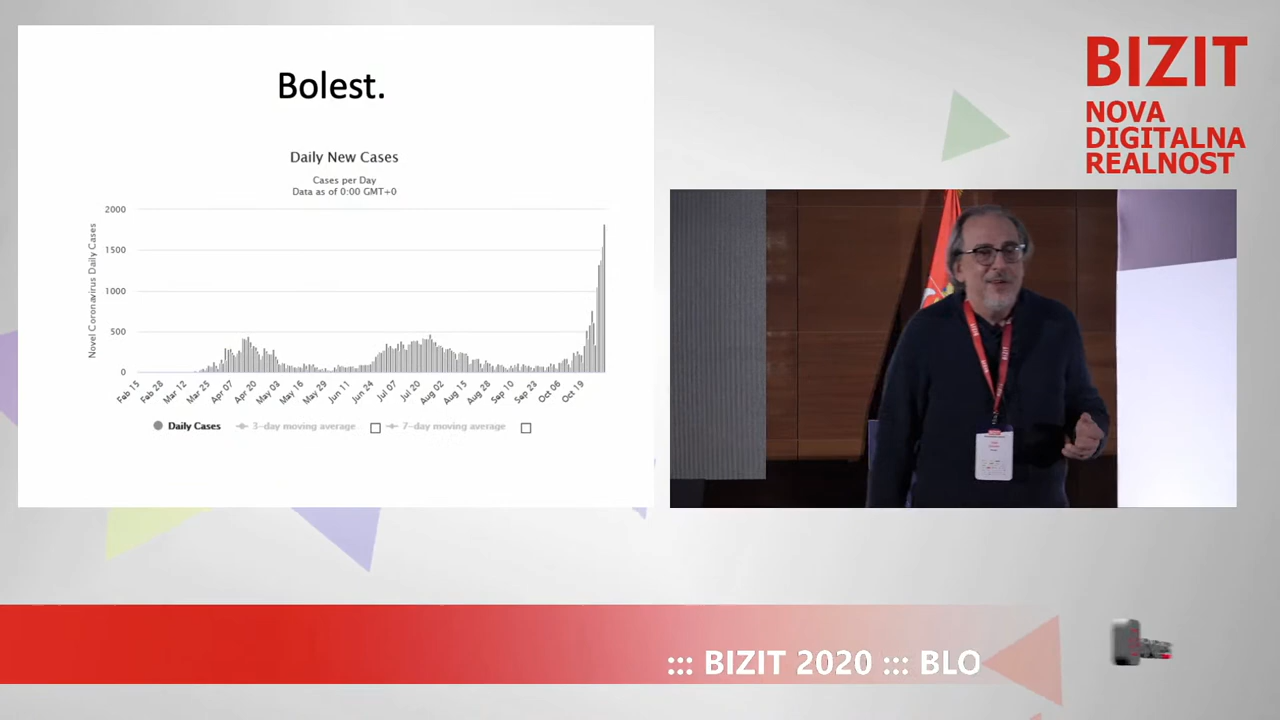 Bolest.
Daily New Cases
Cases per Day
Data as of 0:00 GMT+0
Novel Coronavirus Daily Cases
2000
1500
1000
500
0
Feb 15
Feb 28
Mar 12
Mar 25
Apr 07
Apr 20
May 03
May 16
May 29
Jun 11
Jun 24
Jul 07
Jul 20
Aug 02
Aug 15
Aug 28
Sep 10
Sep 23
Oct 06
Oct 19
Daily Cases
3-day moving average
7-day moving average
BIZIT
NOVA
DIGITALNA
REALNOST
BIZIT
::: BIZIT 2020 ::: BLO